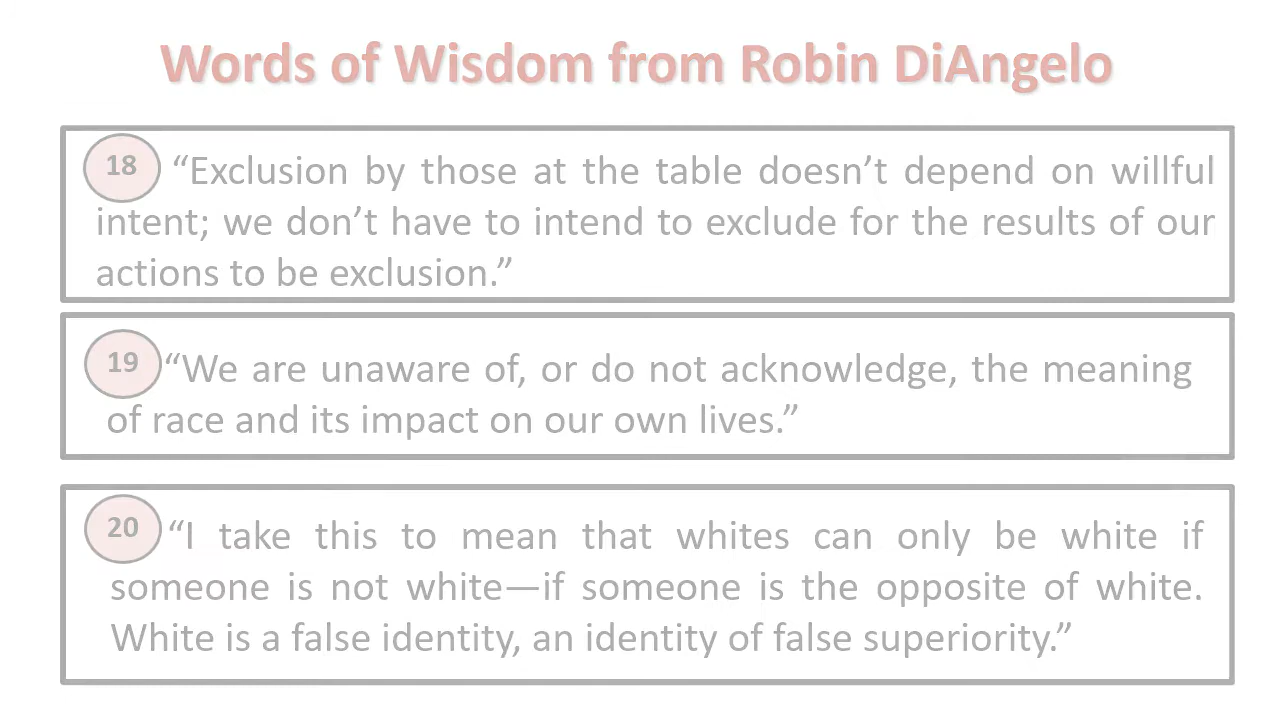 Words of Wisdom from Robin DiAngelo
18 “Exclusion by those at the table doesn’t depend on willful
intent; we don’t have to intend to exclude for the results of our
actions to be exclusion.”
19 “We are unaware of, or do not acknowledge, the meaning
of race and its impact on our own lives.”
20 “I take this to mean that whites can only be white if
someone is not white—if someone is the opposite of white.
White is a false identity, an identity of false superiority.”